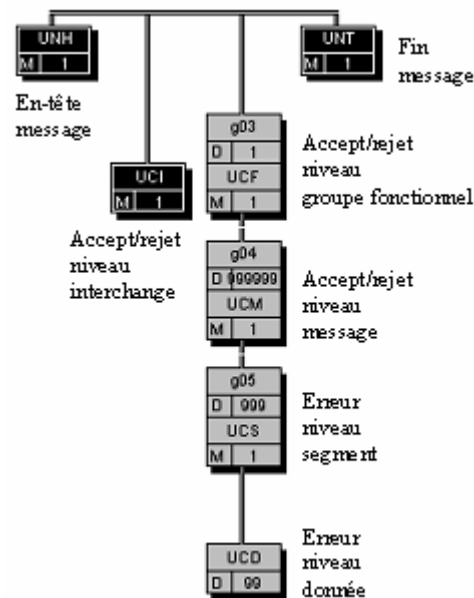 UNH
M 1
En-tête
message
UNT
M 1
Fin
message
UCI
M 1
Accept/rejet
niveau
interchange
g03
D 1
UCF
M 1
Accept/rejet
niveau
groupe fonctionnel
g04
D 999999
UCM
M 1
Accept/rejet
niveau
message
g05
D 999
UCS
M 1
Erreur
niveau
segment
UCD
D 99
Erreur
niveau
donnée